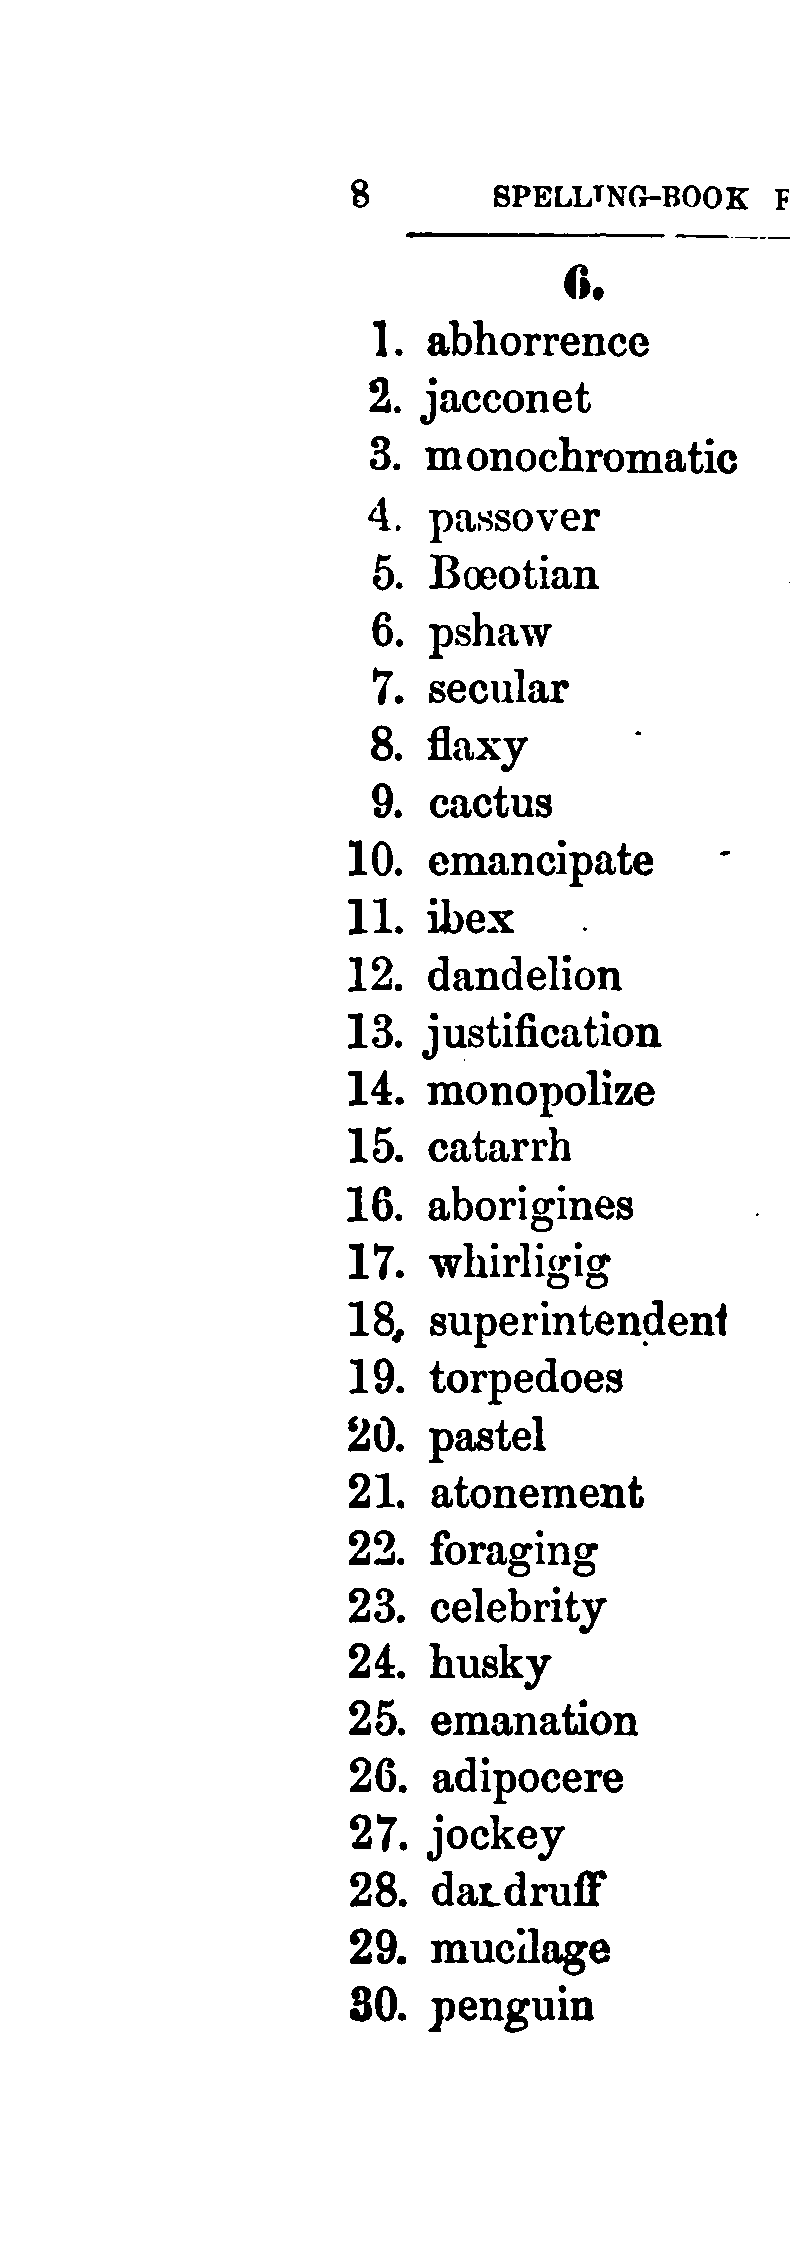 8 SPELLING-BOOK F
6.
1. abhorrence
2. jacconet
3. monochromatic
4. passover
5. Bœotian
6. pshaw
7. secular
8. flaxy
9. cactus
10. emancipate
11. ibex
12. dandelion
13. justification
14. monopolize
15. catarrh
16. aborigines
17. whirligig
18. superintendent
19. torpedoes
20. pastel
21. atonement
22. foraging
23. celebrity
24. husky
25. emanation
26. adipocere
27. jockey
28. dandruff
29. mucilage
30. penguin